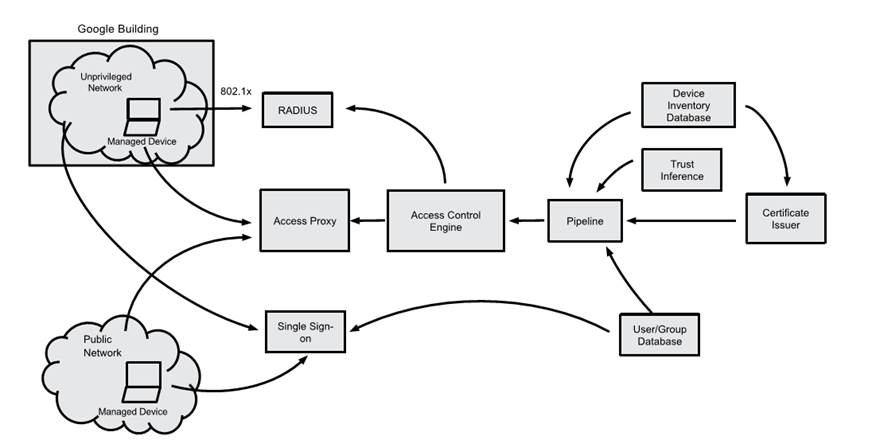 Google Building
Unprivileged
Network
Managed Device
802.1x
RADIUS
Device
Inventory
Database
Trust
Inference
Access Proxy
Access Control
Engine
Pipeline
Certificate
Issuer
Single Sign-
on
User/Group
Database
Public
Network
Managed Device